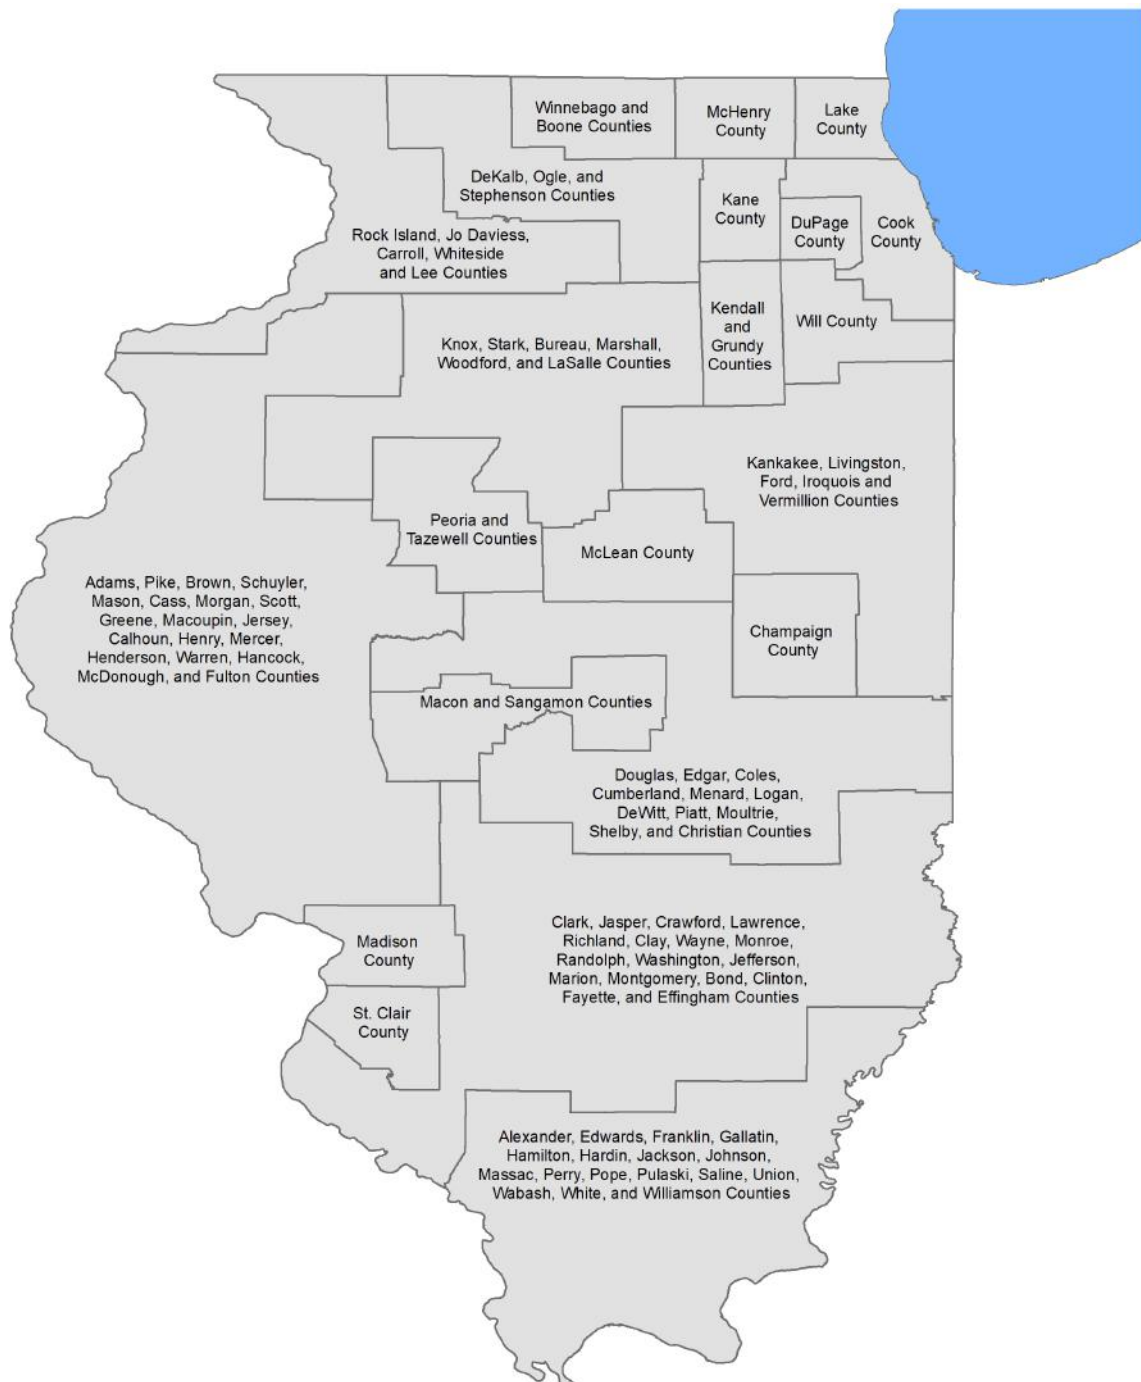 Winnebago and
Boone Counties
McHenry
County
Lake
County
DeKalb, Ogle, and
Stephenson Counties
Kane
County
DuPage
County
Cook
County
Rock Island, Jo Daviess,
Carroll, Whiteside
and Lee Counties
Kendall
and
Grundy
Counties
Will County
Knox, Stark, Bureau, Marshall,
Woodford, and LaSalle Counties
Kankakee, Livingston,
Ford, Iroquois and
Vermillion Counties
Peoria and
Tazewell Counties
McLean County
Adams, Pike, Brown, Schuyler,
Mason, Cass, Morgan, Scott,
Greene, Macoupin, Jersey,
Calhoun, Henry, Mercer,
Henderson, Warren, Hancock,
McDonough, and Fulton Counties
Champaign
County
Macon and Sangamon Counties
Douglas, Edgar, Coles,
Cumberland, Menard, Logan,
DeWitt, Piatt, Moultrie,
Shelby, and Christian Counties
Clark, Jasper, Crawford, Lawrence,
Richland, Clay, Wayne, Monroe,
Randolph, Washington, Jefferson,
Marion, Montgomery, Bond, Clinton,
Fayette, and Effingham Counties
Madison
County
St. Clair
County
Alexander, Edwards, Franklin, Gallatin,
Hamilton, Hardin, Jackson, Johnson,
Massac, Perry, Pope, Pulaski, Saline, Union,
Wabash, White, and Williamson Counties